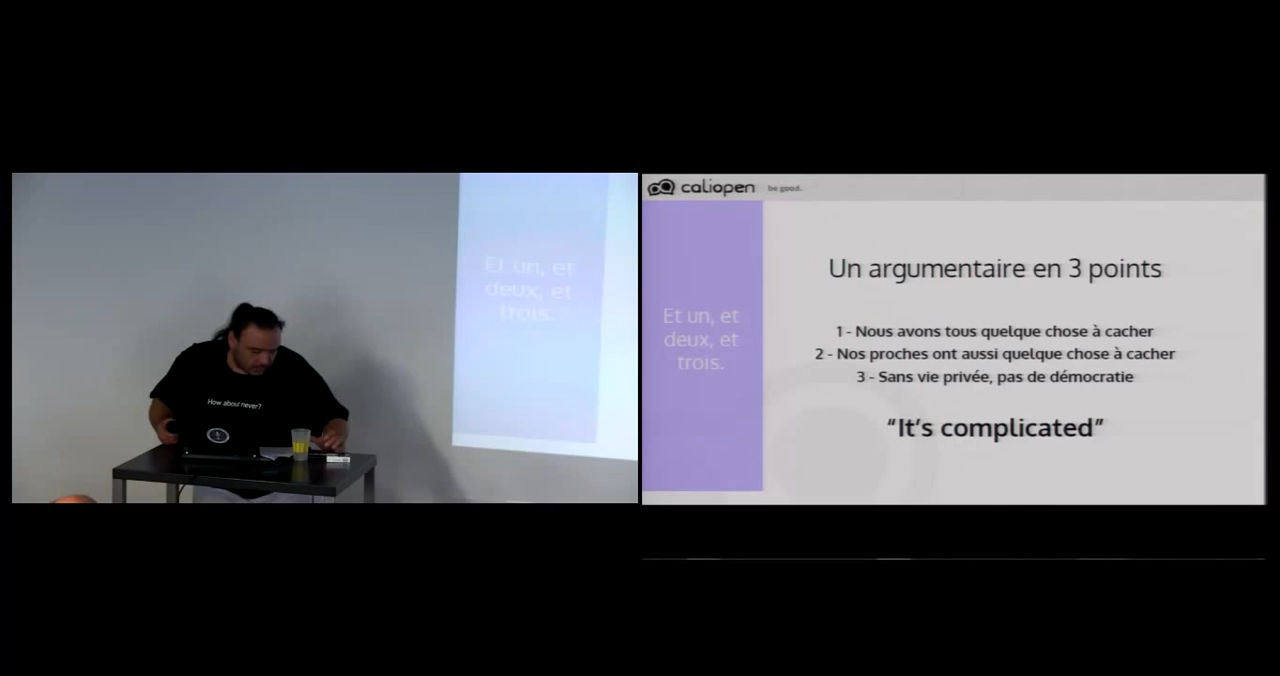 Et un, et
deux, et
trois.
How about never?
caliopen
be good.
Et un, et
deux, et
trois.
Un argumentaire en 3 points
1 - Nous avons tous quelque chose à cacher
2 - Nos proches ont aussi quelque chose à cacher
3 - Sans vie privée, pas de démocratie
“It’s complicated”